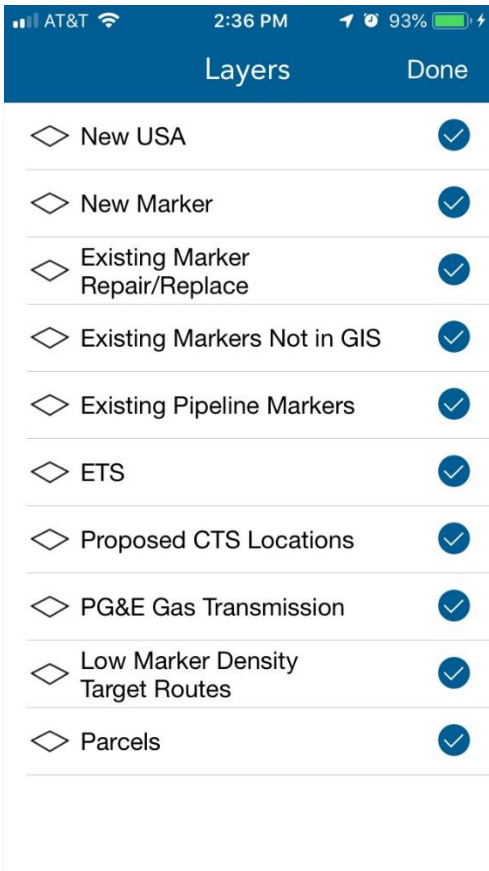 AT&T 2:36 PM 93%
Layers Done
New USA
New Marker
Existing Marker
Repair/Replace
Existing Markers Not in GIS
Existing Pipeline Markers
ETS
Proposed CTS Locations
PG&E Gas Transmission
Low Marker Density
Target Routes
Parcels